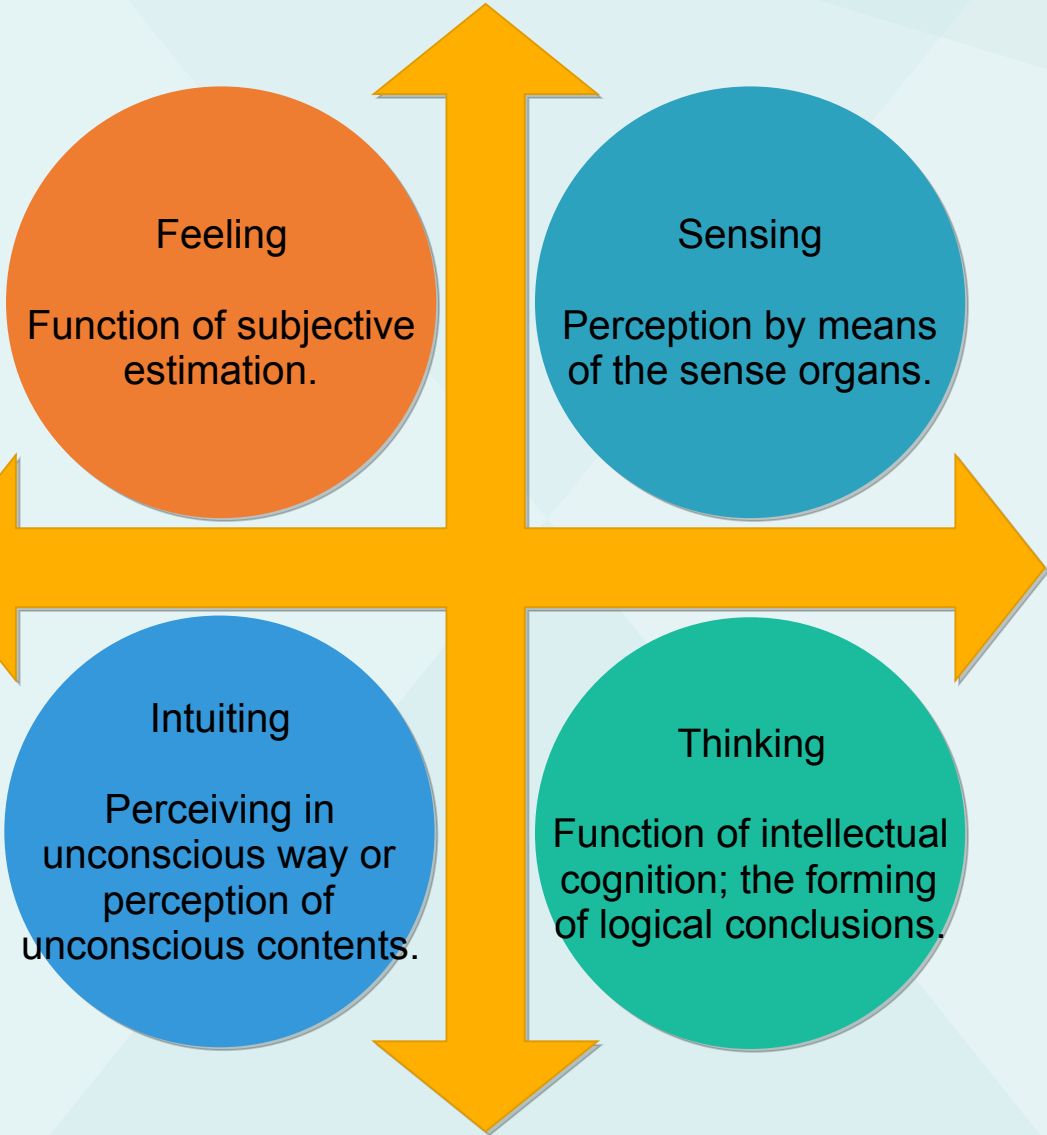 Feeling
Function of subjective
estimation.
Sensing
Perception by means
of the sense organs.
Intuiting
Perceiving in
unconscious way or
perception of
unconscious contents.
Thinking
Function of intellectual
cognition; the forming
of logical conclusions.